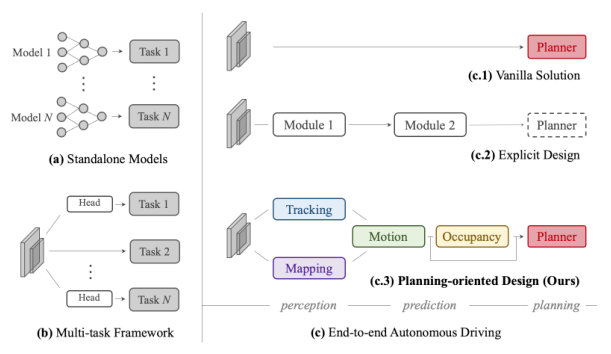 Model 1
Task 1
Model N
Task N
(a) Standalone Models
Head
Task 1
Task 2
Head
Task N
(b) Multi-task Framework
Planner
(c.1) Vanilla Solution
Module 1
Module 2
Planner
(c.2) Explicit Design
Tracking
Motion
Occupancy
Planner
Mapping
(c.3) Planning-oriented Design (Ours)
perception
prediction
planning
(c) End-to-end Autonomous Driving